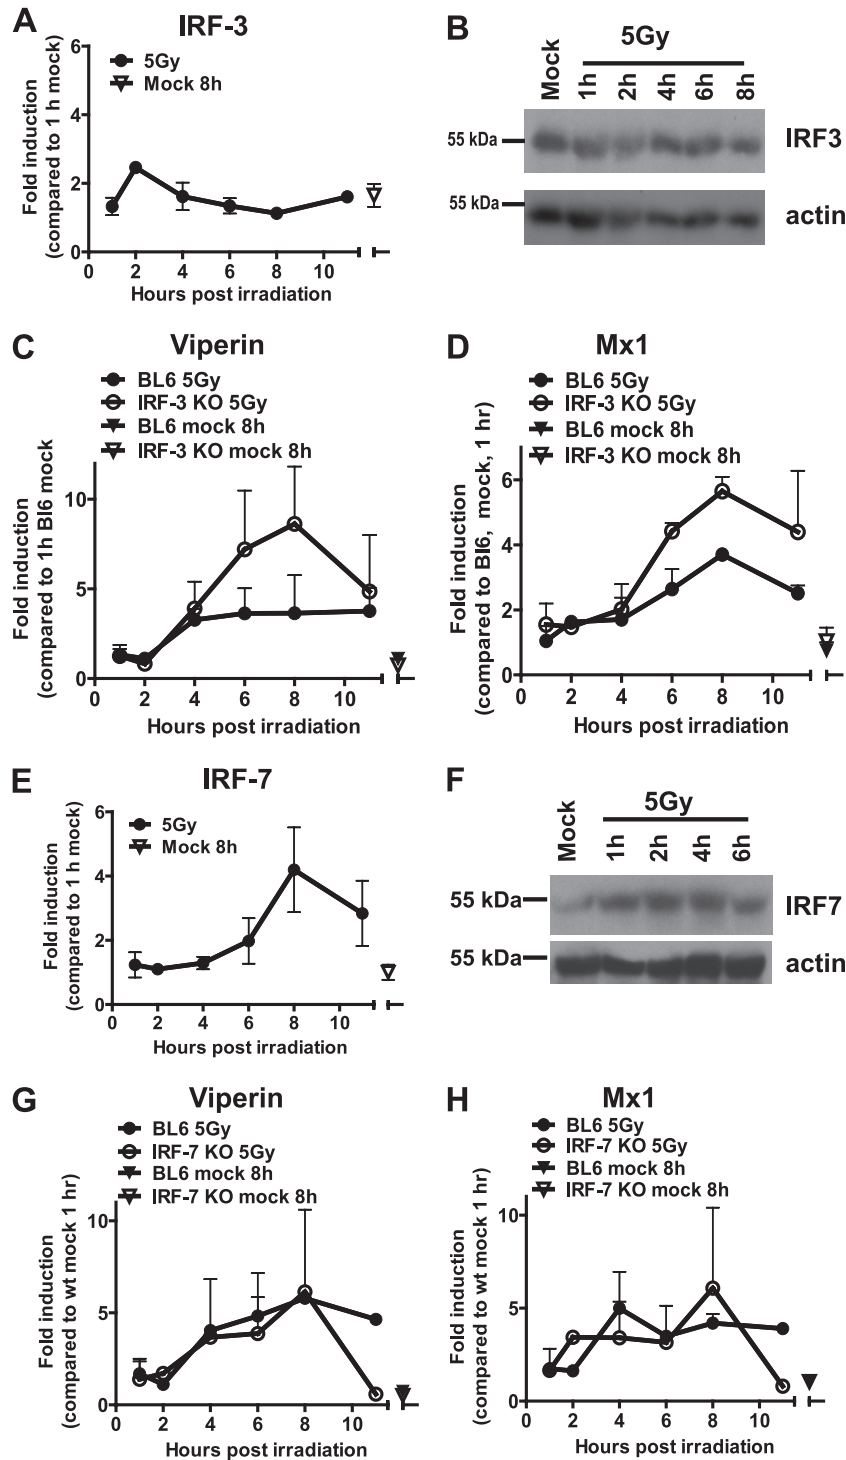 A
IRF-3
5Gy
Mock 8h
Fold induction
(compared to 1 h mock)
6
4
2
0
0 2 4 6 8 10
Hours post irradiation
B
5Gy
Mock 1h 2h 4h 6h 8h
55 kDa
IRF3
55 kDa
actin
C
Viperin
BL6 5Gy
IRF-3 KO 5Gy
BL6 mock 8h
IRF-3 KO mock 8h
Fold induction
(compared to 1h Bl6 mock
10
5
0
0 2 4 6 8 10
Hours post irradiation
D
Mx1
BL6 5Gy
IRF-3 KO 5Gy
BL6 mock 8h
IRF-3 KO mock 8h
Fold induction
(compared to Bl6, mock, 1 hr)
6
4
2
0
0 2 4 6 8 10
Hours post irradiation
E
IRF-7
5Gy
Mock 8h
Fold induction
(compared to 1 h mock)
6
4
2
0
0 2 4 6 8 10
Hours post irradiation
F
5Gy
Mock 1h 2h 4h 6h
55 kDa
IRF7
55 kDa
actin
G
Viperin
BL6 5Gy
IRF-7 KO 5Gy
BL6 mock 8h
IRF-7 KO mock 8h
Fold induction
(compared to wt mock 1 hr)
10
5
0
0 2 4 6 8 10
Hours post irradiation
H
Mx1
BL6 5Gy
IRF-7 KO 5Gy
BL6 mock 8h
IRF-7 KO mock 8h
Fold induction
(compared to wt mock 1 hr)
10
5
0
0 2 4 6 8 10
Hours post irradiation